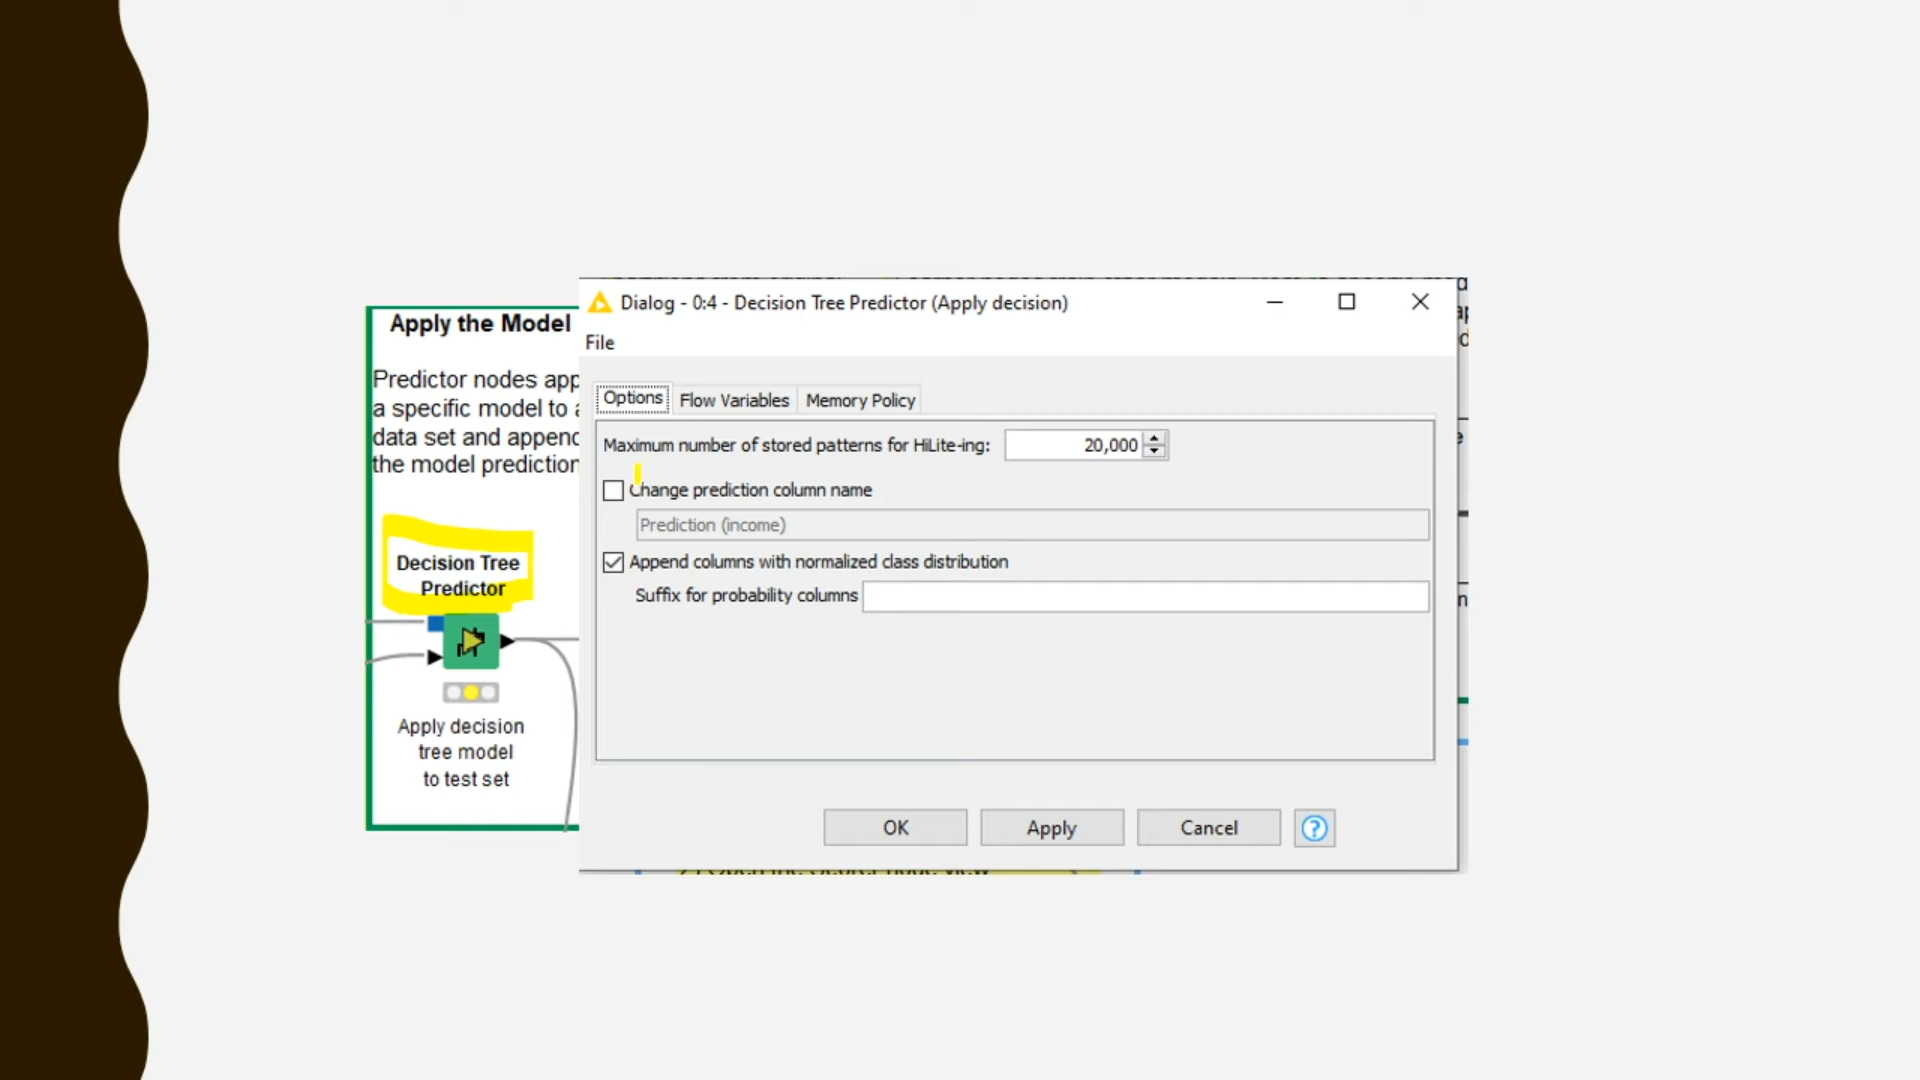 Apply the Model
Predictor nodes app
a specific model to a
data set and append
the model prediction
Decision Tree
Predictor
Apply decision
tree model
to test set
Dialog - 0:4 - Decision Tree Predictor (Apply decision)
File
Options
Flow Variables
Memory Policy
Maximum number of stored patterns for HiLite-ing: 20,000
Change prediction column name
Prediction (income)
Append columns with normalized class distribution
Suffix for probability columns
OK
Apply
Cancel
?